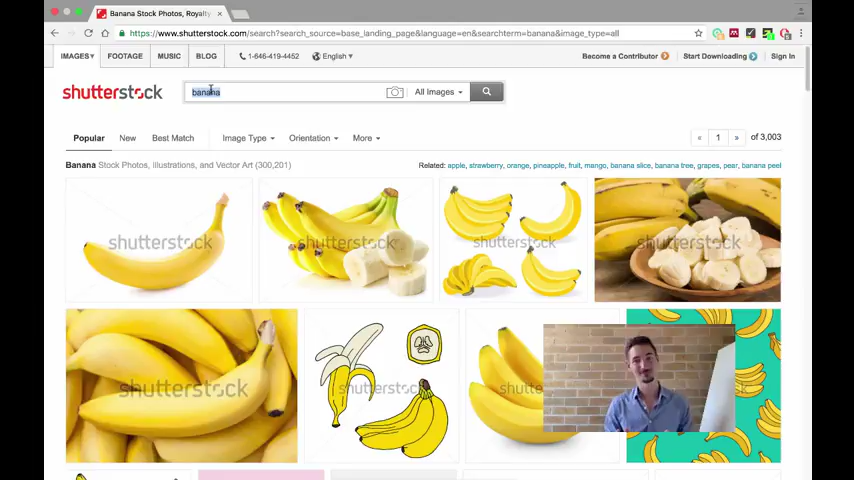 Banana Stock Photos, Royalty-
https://www.shutterstock.com/search?search_source=base_landing_page&language=en&searchterm=banana&image_type=all
IMAGES FOOTAGE MUSIC BLOG 1-646-419-4452 English Become a Contributor Start Downloading Sign In
shutterstock banana All Images
Popular New Best Match Image Type Orientation More « 1 » of 3,003
Banana Stock Photos, Illustrations, and Vector Art (300,201) Related: apple, strawberry, orange, pineapple, fruit, mango, banana slice, banana tree, grapes, pear, banana peel
shutterstock shutterstock shutterstock shutterstock
shutterstock shutterstock